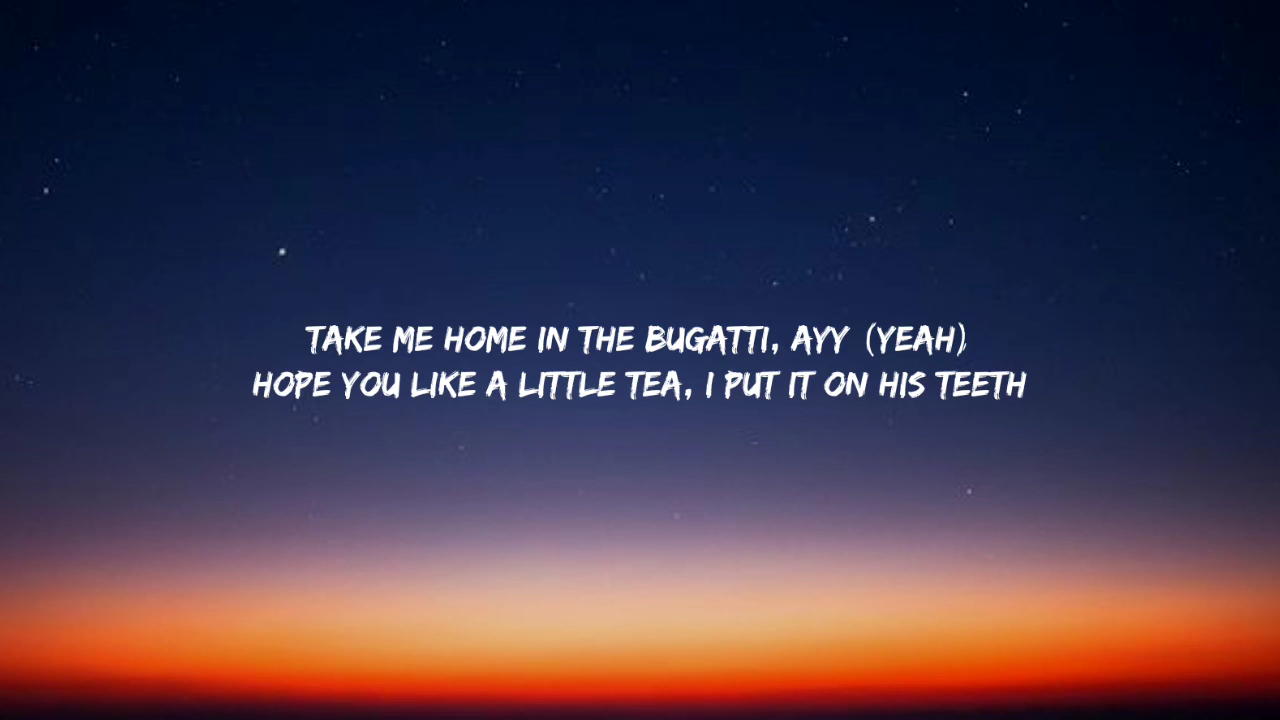 TAKE ME HOME IN THE BUGATTI, AYY (YEAH)
HOPE YOU LIKE A LITTLE TEA, I PUT IT ON HIS TEETH